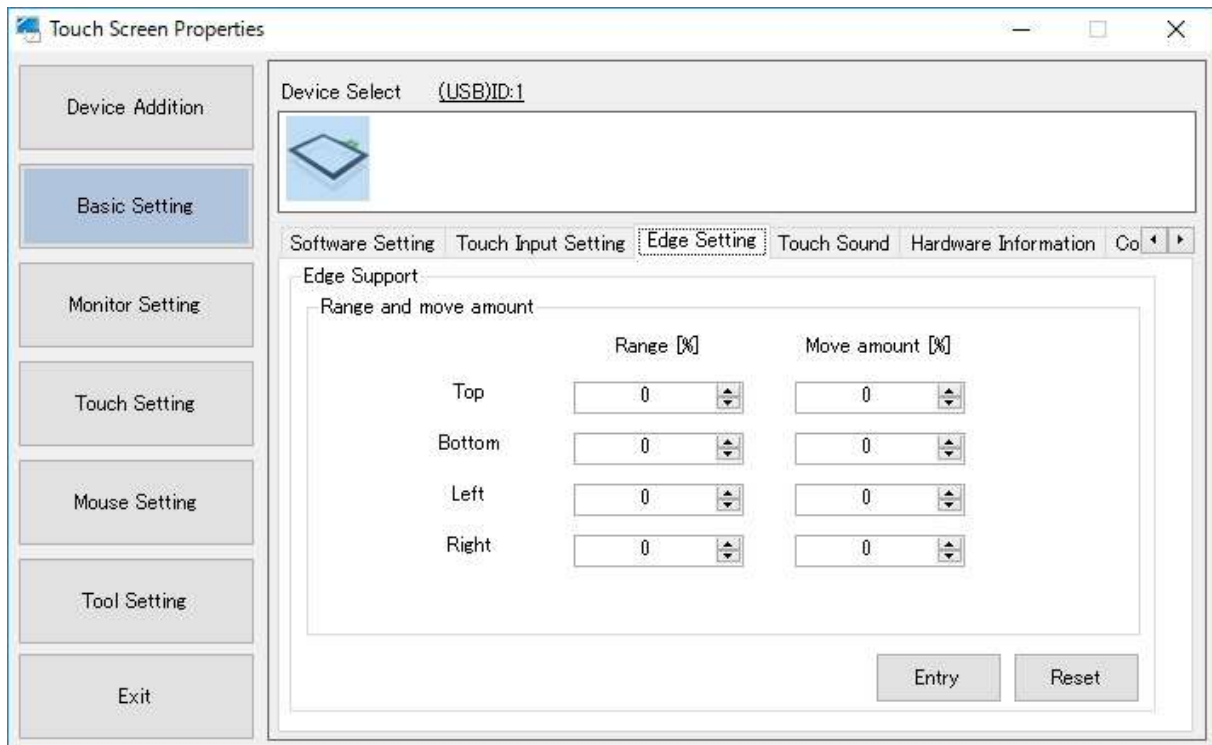 Touch Screen Properties
Device Addition
Basic Setting
Monitor Setting
Touch Setting
Mouse Setting
Tool Setting
Exit
Device Select (USB)ID:1
Software Setting Touch Input Setting Edge Setting Touch Sound Hardware Information Co
Edge Support
Range and move amount
Range [%] Move amount [%]
Top 0 0
Bottom 0 0
Left 0 0
Right 0 0
Entry Reset